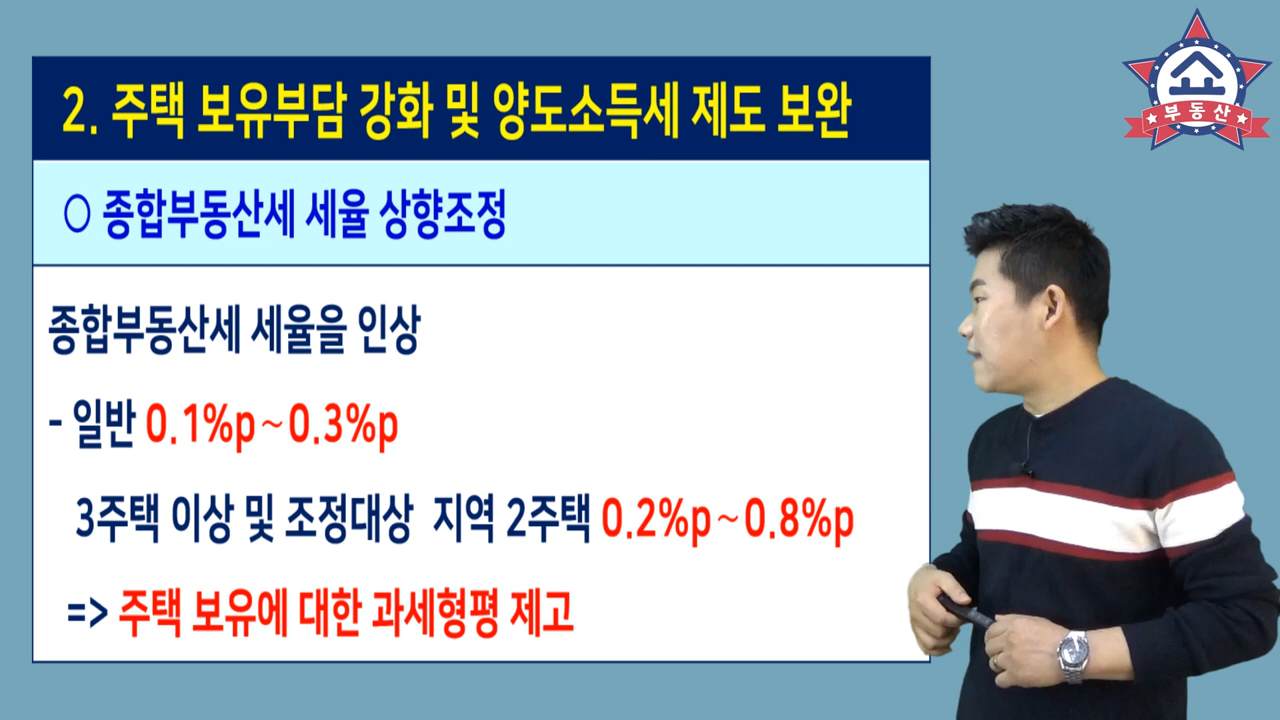 2. 주택 보유부담 강화 및 양도소득세 제도 보완
○ 종합부동산세 세율 상향조정
종합부동산세 세율을 인상
- 일반 0.1%p~0.3%p
3주택 이상 및 조정대상 지역 2주택 0.2%p~0.8%p
=> 주택 보유에 대한 과세형평 제고
부동산